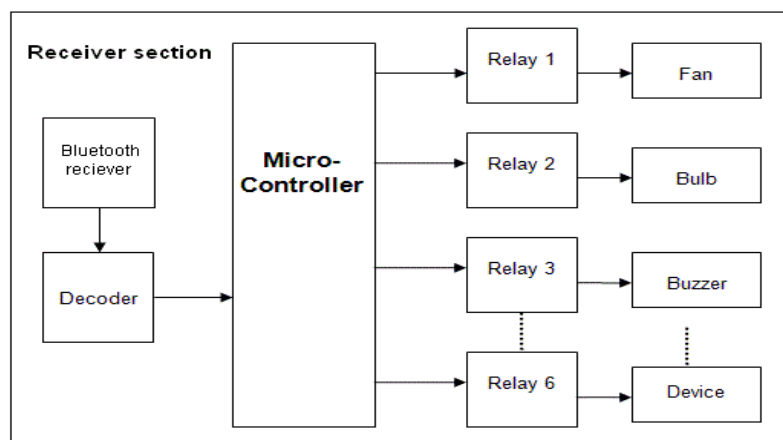 Receiver section
Bluetooth
reciever
Decoder
Micro-
Controller
Relay 1
Fan
Relay 2
Bulb
Relay 3
Buzzer
Relay 6
Device